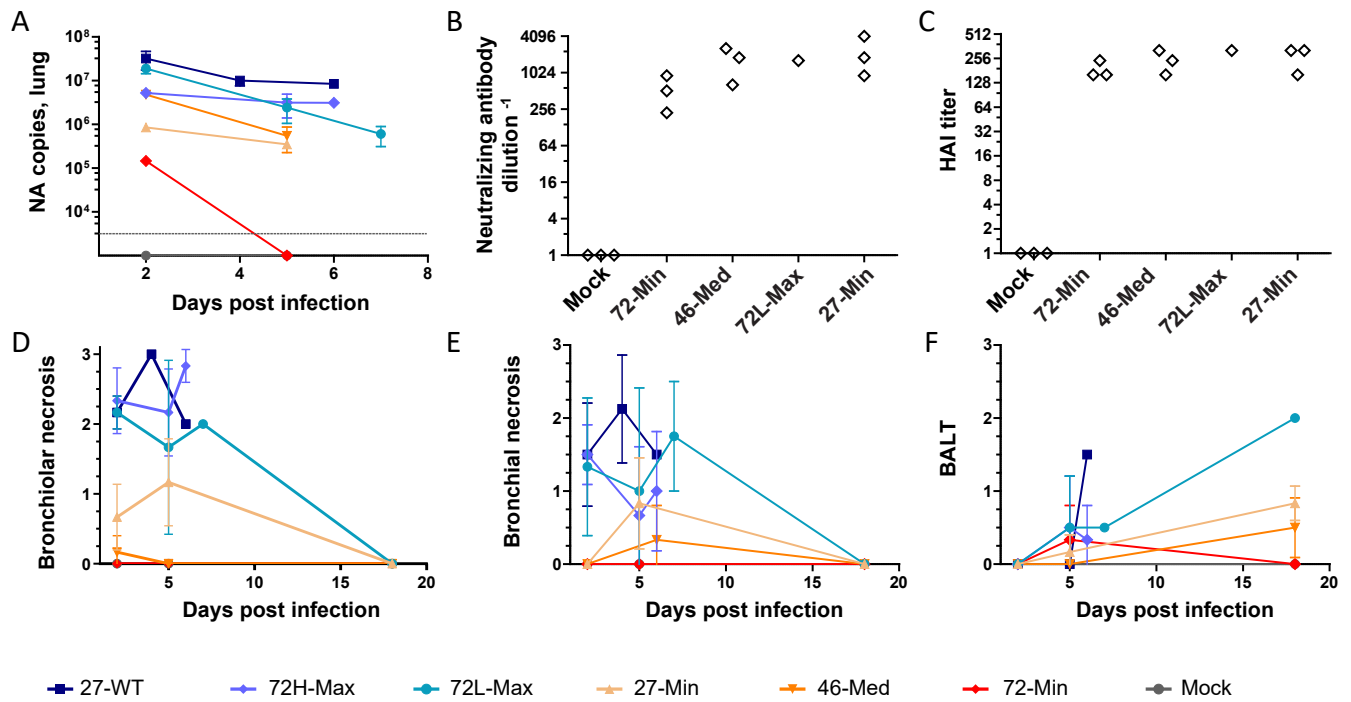 A
NA copies, lung
10⁸
10⁷
10⁶
10⁵
10⁴
2
4
6
8
Days post infection
B
Neutralizing antibody
dilution ⁻¹
4096
1024
256
64
16
4
1
Mock
72-Min
46-Med
72L-Max
27-Min
C
HAI titer
512
256
128
64
32
16
8
4
2
1
Mock
72-Min
46-Med
72L-Max
27-Min
D
Bronchiolar necrosis
3
2
1
0
5
10
15
20
Days post infection
E
Bronchial necrosis
3
2
1
0
5
10
15
20
Days post infection
F
BALT
3
2
1
0
5
10
15
20
Days post infection
27-WT
72H-Max
72L-Max
27-Min
46-Med
72-Min
Mock